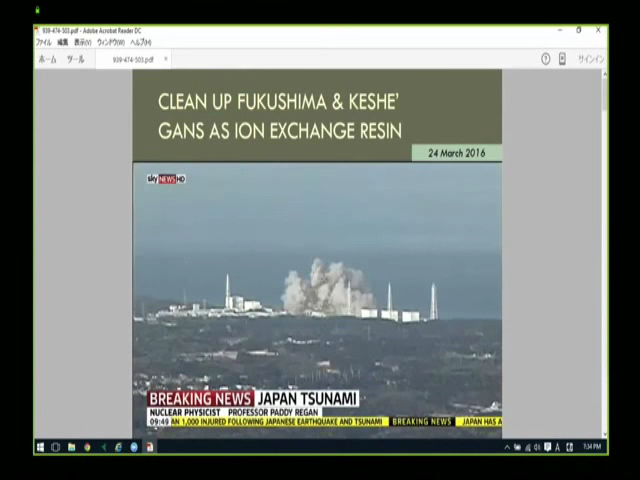 939-474-503.pdf - Adobe Acrobat Reader DC
ファイル 編集 表示(V) ウィンドウ(W) ヘルプ(H)
ホーム ツール 939-474-503.pdf × サインイン
CLEAN UP FUKUSHIMA & KESHE'
GANS AS ION EXCHANGE RESIN
24 March 2016
sky NEWS HD
BREAKING NEWS JAPAN TSUNAMI
NUCLEAR PHYSICIST PROFESSOR PADDY REGAN
09:49 AN 1,000 INJURED FOLLOWING JAPANESE EARTHQUAKE AND TSUNAMI BREAKING NEWS JAPAN HAS A
A 7:34 PM